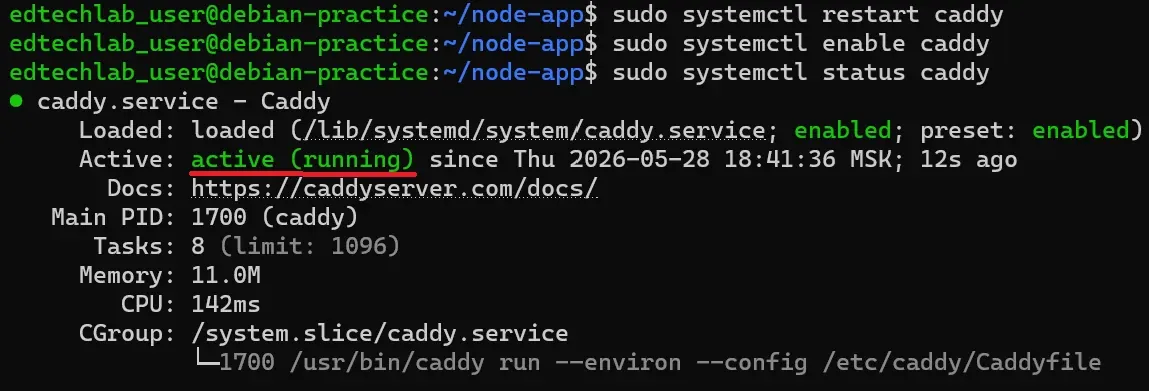 edtechlab_user@debian-practice:~/node-app$ sudo systemctl restart caddy
edtechlab_user@debian-practice:~/node-app$ sudo systemctl enable caddy
edtechlab_user@debian-practice:~/node-app$ sudo systemctl status caddy
● caddy.service - Caddy
     Loaded: loaded (/lib/systemd/system/caddy.service; enabled; preset: enabled)
     Active: active (running) since Thu 2026-05-28 18:41:36 MSK; 12s ago
       Docs: https://caddyserver.com/docs/
   Main PID: 1700 (caddy)
      Tasks: 8 (limit: 1096)
     Memory: 11.0M
        CPU: 142ms
     CGroup: /system.slice/caddy.service
             └─1700 /usr/bin/caddy run --environ --config /etc/caddy/Caddyfile